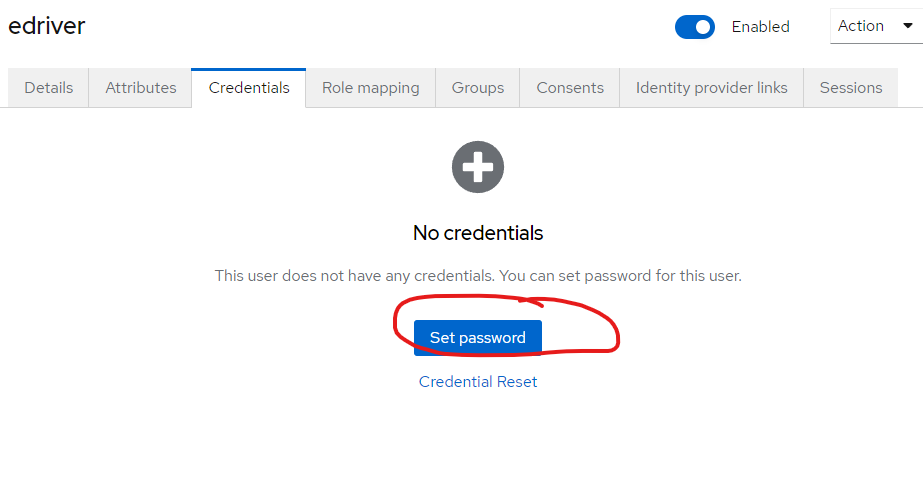 edriver
Enabled
Action
Details
Attributes
Credentials
Role mapping
Groups
Consents
Identity provider links
Sessions
No credentials
This user does not have any credentials. You can set password for this user.
Set password
Credential Reset